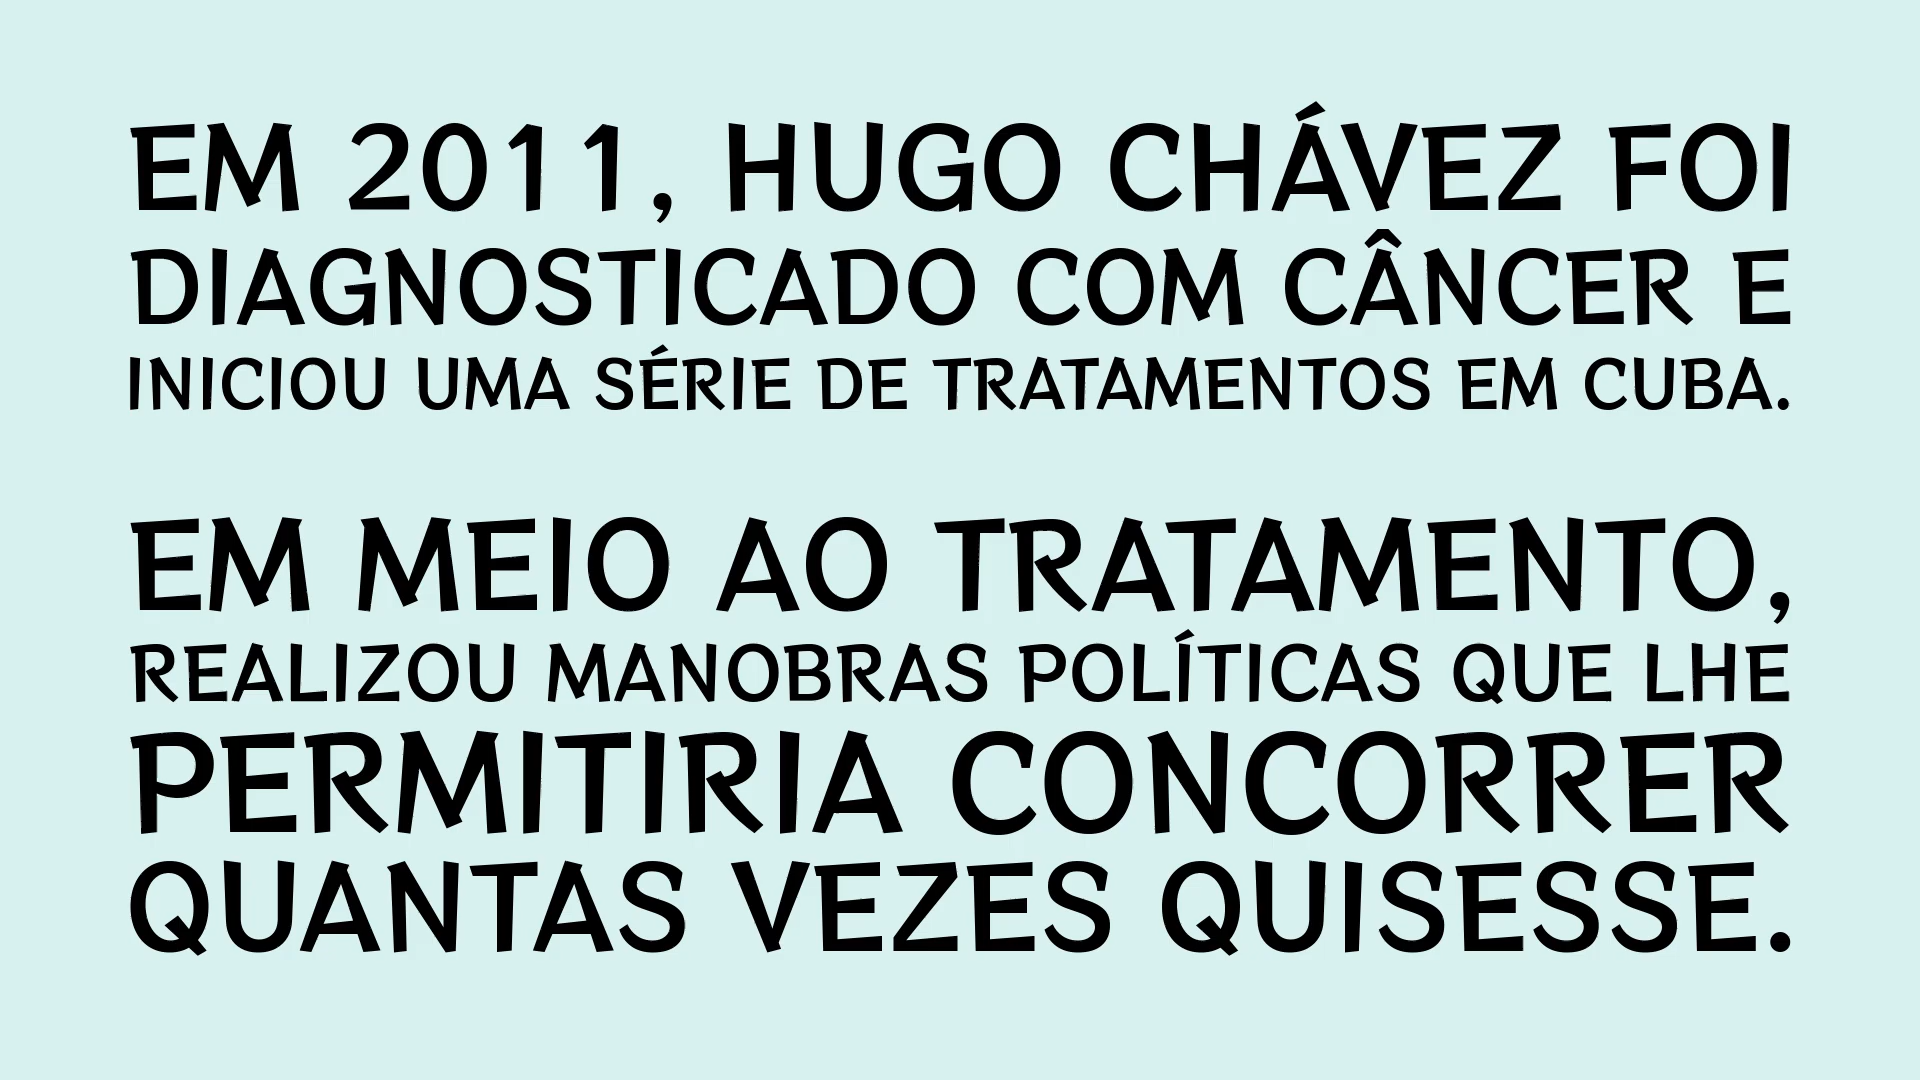 EM 2011, HUGO CHÁVEZ FOI
DIAGNOSTICADO COM CÂNCER E
INICIOU UMA SÉRIE DE TRATAMENTOS EM CUBA.
EM MEIO AO TRATAMENTO,
REALIZOU MANOBRAS POLÍTICAS QUE LHE
PERMITIRIA CONCORRER
QUANTAS VEZES QUISESSE.